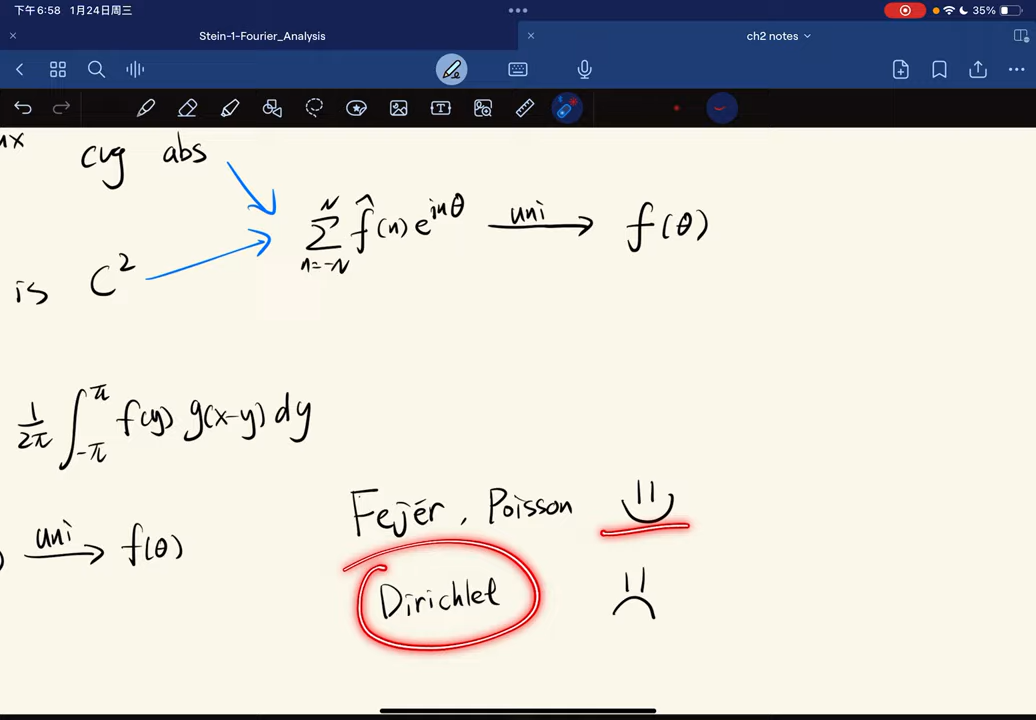 下午6:58 1月24日周三
35%
Stein-1-Fourier_Analysis
ch2 notes
cvg abs
∑_{n=-N}^{N} f̂(n) e^{inθ} uni→ f(θ)
is C²
1/2π ∫_{-π}^{π} f(y) g(x-y) dy
Fejér, Poisson
) uni→ f(θ)
Dirichlet